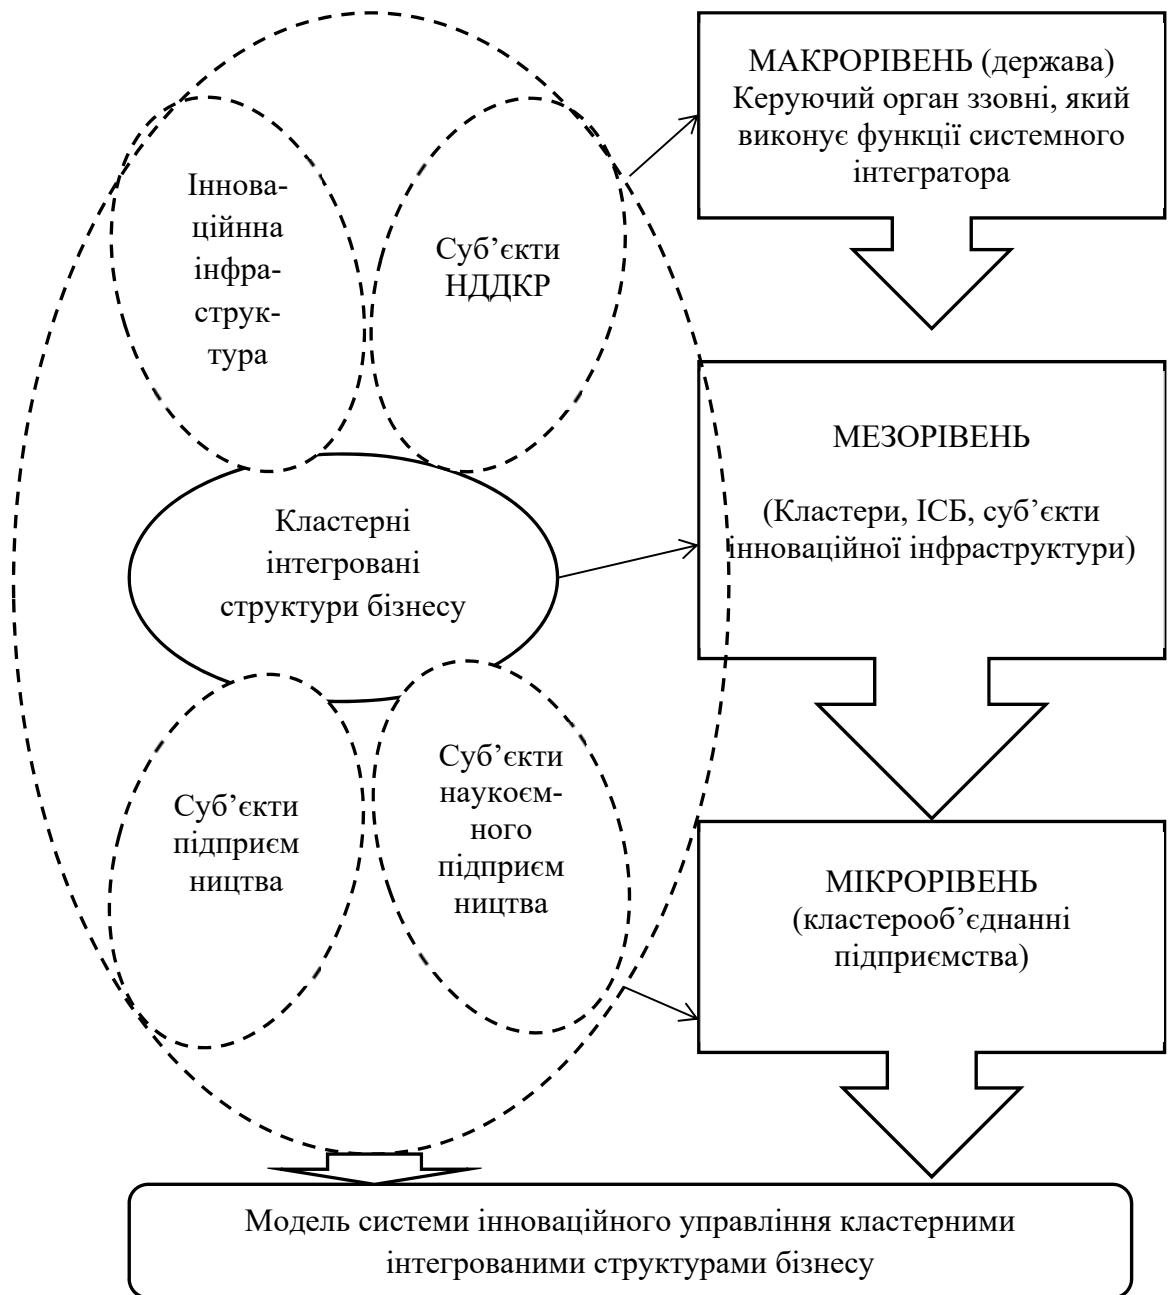 МАКРОРІВЕНЬ (держава)
Керуючий орган ззовні, який
виконує функції системного
інтегратора
Іннова-
ційнна
інфра-
струк-
тура
Суб’єкти
НДДКР
МЕЗОРІВЕНЬ
(Кластери, ІСБ, суб’єкти
інноваційної інфраструктури)
Кластерні
інтегровані
структури бізнесу
Суб’єкти
підприєм
ництва
Суб’єкти
наукоєм-
ного
підприєм
ництва
МІКРОРІВЕНЬ
(кластерооб’єднанні
підприємства)
Модель системи інноваційного управління кластерними
інтегрованими структурами бізнесу